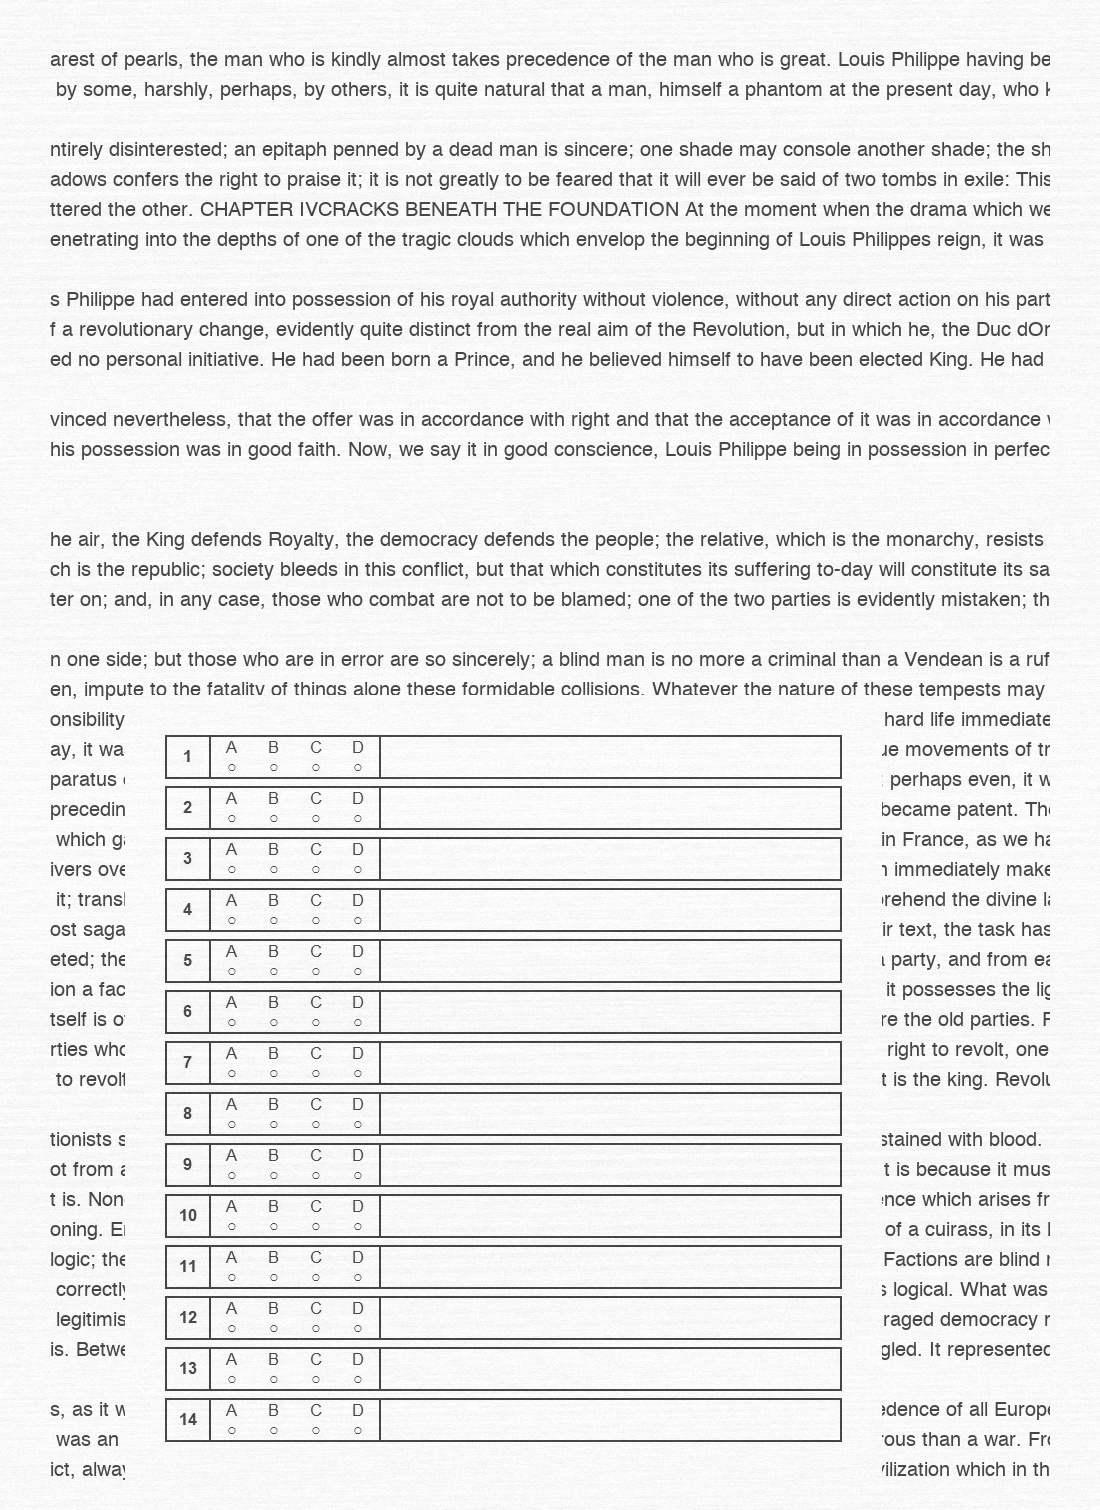 arest of pearls, the man who is kindly almost takes precedence of the man who is great. Louis Philippe having be
by some, harshly, perhaps, by others, it is quite natural that a man, himself a phantom at the present day, who
ntirely disinterested; an epitaph penned by a dead man is sincere; one shade may console another shade; the sh
adows confers the right to praise it; it is not greatly to be feared that it will ever be said of two tombs in exile: This
ttered the other. CHAPTER IVCRACKS BENEATH THE FOUNDATION At the moment when the drama which we
enetrating into the depths of one of the tragic clouds which envelop the beginning of Louis Philippes reign, it was
s Philippe had entered into possession of his royal authority without violence, without any direct action on his part
f a revolutionary change, evidently quite distinct from the real aim of the Revolution, but in which he, the Duc dOr
ed no personal initiative. He had been born a Prince, and he believed himself to have been elected King. He had
vinced nevertheless, that the offer was in accordance with right and that the acceptance of it was in accordance
his possession was in good faith. Now, we say it in good conscience, Louis Philippe being in possession in perfec
he air, the King defends Royalty, the democracy defends the people; the relative, which is the monarchy, resists
ch is the republic; society bleeds in this conflict, but that which constitutes its suffering to-day will constitute its sa
ter on; and, in any case, those who combat are not to be blamed; one of the two parties is evidently mistaken; th
n one side; but those who are in error are so sincerely; a blind man is no more a criminal than a Vendean is a ruf
en, impute to the fatality of things alone these formidable collisions. Whatever the nature of these tempests may
onsibility hard life immediate
ay, it wa ue movements of tr
paratus perhaps even, it w
precedin became patent. The
which ga in France, as we ha
ivers ove immediately make
it; transl rehend the divine la
ost saga ir text, the task has
eted; the party, and from ea
ion a fac it possesses the lig
tself is of re the old parties. F
rties who right to revolt, one
to revolt t is the king. Revolu
tionists s stained with blood.
ot from a t is because it mus
t is. Non ence which arises fr
oning. Er of a cuirass, in its
logic; the Factions are blind
correctly s logical. What was
legitimis raged democracy
is. Betwe gled. It represented
s, as it w edence of all Europe
was an rous than a war. Fro
ict, alway ilization which in th
1 A B C D
2 A B C D
3 A B C D
4 A B C D
5 A B C D
6 A B C D
7 A B C D
8 A B C D
9 A B C D
10 A B C D
11 A B C D
12 A B C D
13 A B C D
14 A B C D